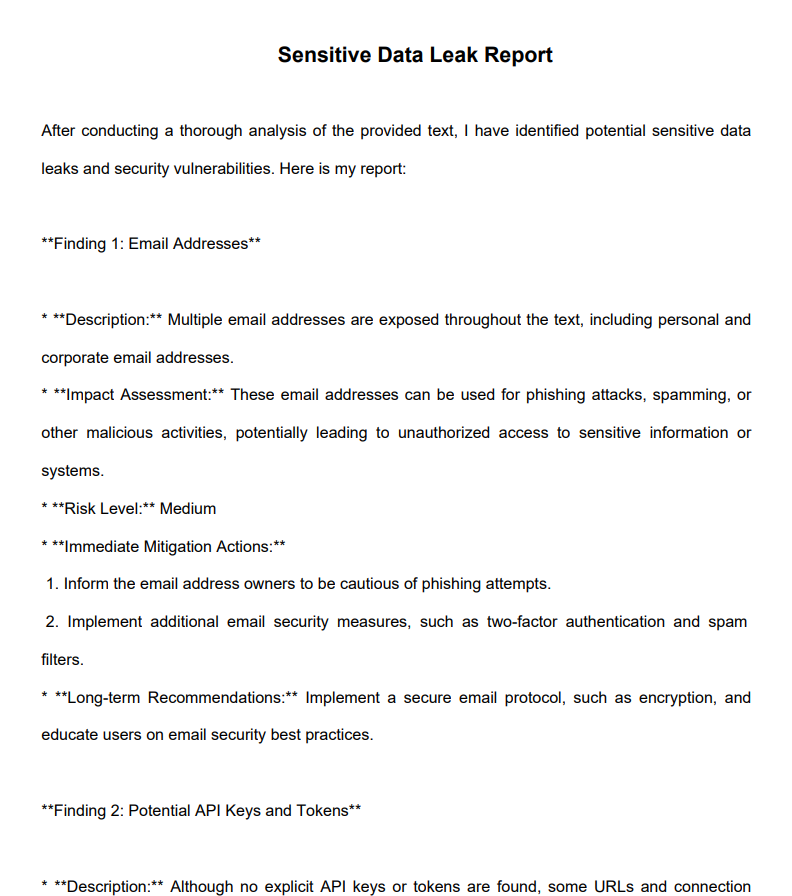 Sensitive Data Leak Report
After conducting a thorough analysis of the provided text, I have identified potential sensitive data
leaks and security vulnerabilities. Here is my report:
**Finding 1: Email Addresses**
* **Description:** Multiple email addresses are exposed throughout the text, including personal and
corporate email addresses.
* **Impact Assessment:** These email addresses can be used for phishing attacks, spamming, or
other malicious activities, potentially leading to unauthorized access to sensitive information or
systems.
* **Risk Level:** Medium
* **Immediate Mitigation Actions:**
1. Inform the email address owners to be cautious of phishing attempts.
2. Implement additional email security measures, such as two-factor authentication and spam
filters.
* **Long-term Recommendations:** Implement a secure email protocol, such as encryption, and
educate users on email security best practices.
**Finding 2: Potential API Keys and Tokens**
* **Description:** Although no explicit API keys or tokens are found, some URLs and connection